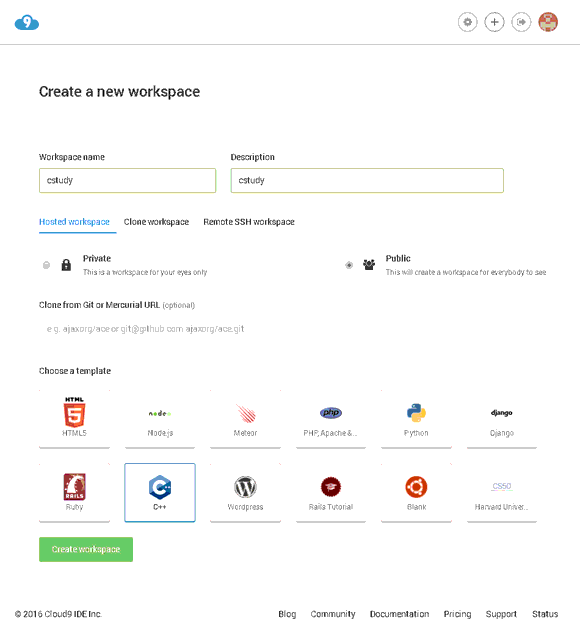 9
Create a new workspace
Workspace name
Description
cstudy
cstudy
Hosted workspace
Clone workspace
Remote SSH workspace
Private
This is a workspace for your eyes only
Public
This will create a workspace for everybody to see
Clone from Git or Mercurial URL (optional)
e.g. ajaxorg/ace or git@github.com:ajaxorg/ace.git
Choose a template
HTML
5
HTML5
node
Node.js
Meteor
php
PHP, Apache & ...
Python
django
Django
RAILS
Ruby
C++
C++
W
Wordpress
Rails Tutorial
Blank
CS50
Harvard Univer...
Create workspace
© 2016 Cloud9 IDE Inc.
Blog
Community
Documentation
Pricing
Support
Status